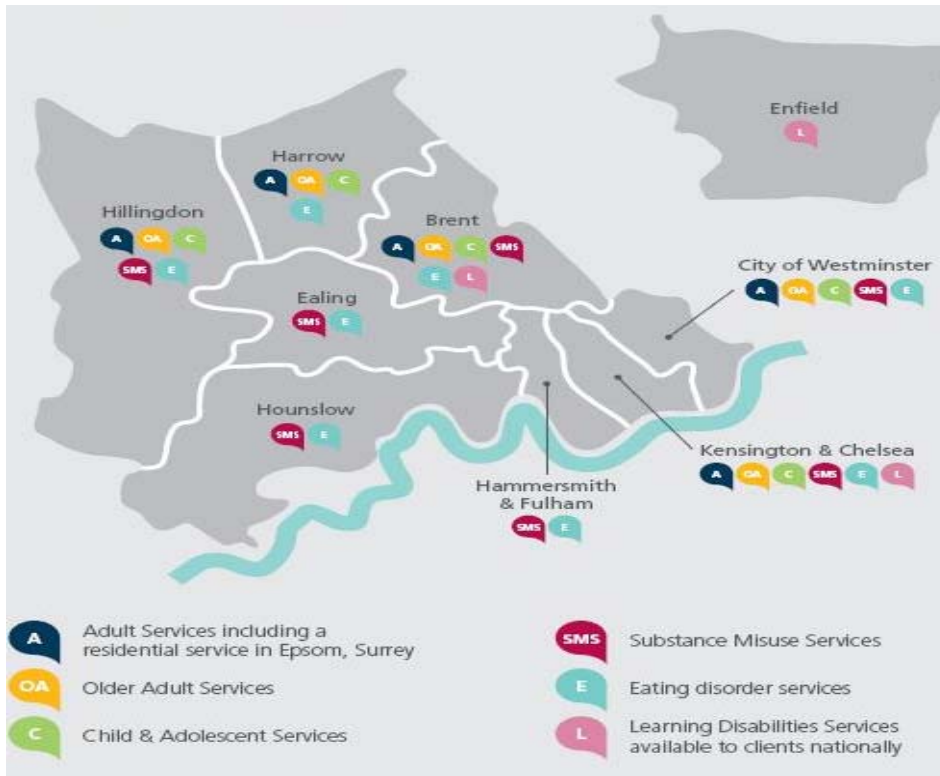 Enfield
L
Harrow
A OA C
E
Hillingdon
A OA C
SMS E
Brent
A OA C SMS
E L
City of Westminster
A OA C SMS E
Ealing
SMS E
Hounslow
SMS E
Kensington & Chelsea
A OA C SMS E L
Hammersmith
& Fulham
SMS E
A Adult Services including a
residential service in Epsom, Surrey
OA Older Adult Services
C Child & Adolescent Services
SMS Substance Misuse Services
E Eating disorder services
L Learning Disabilities Services
available to clients nationally